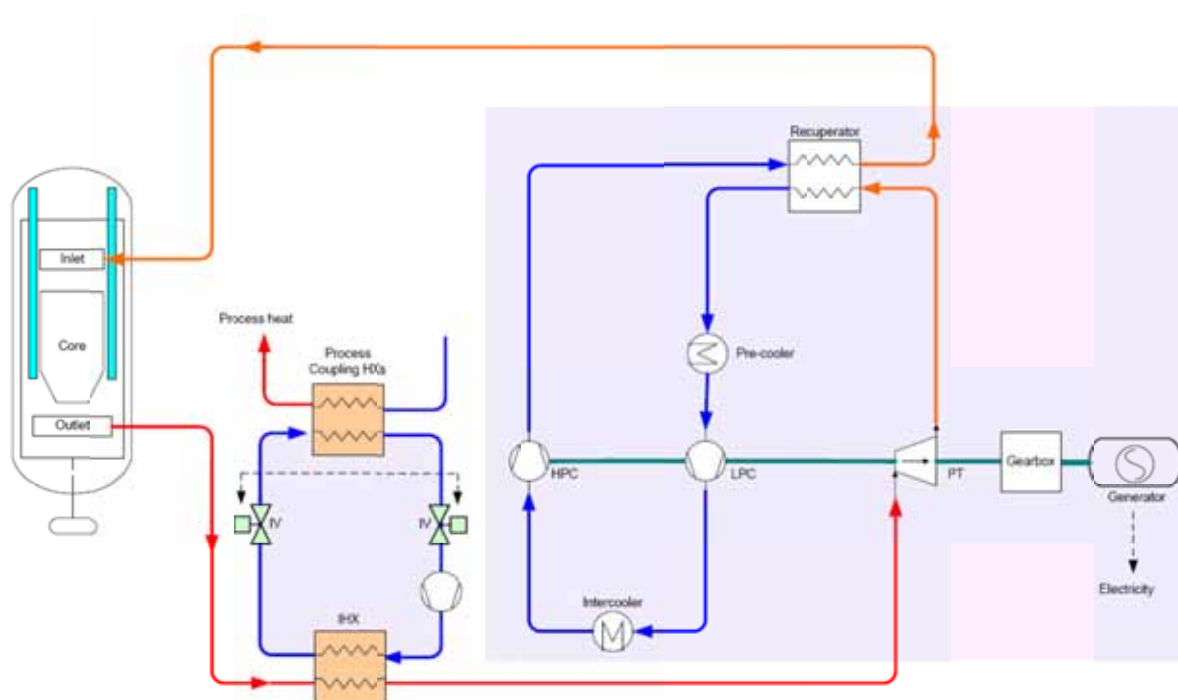 Recuperator
Inlet
Process heat
Core
Process
Coupling HXs
Pre-cooler
Outlet
HPC
LPC
PT
Gearbox
Generator
IV
IV
Electricity
Intercooler
IHX